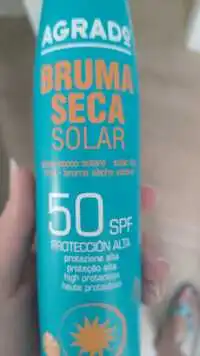 AGRADO
BRUMA
SECA
SOLAR
50 SPF
PROTECCIÓN ALTA
protezione alta
proteção alta
high protection
haute protection